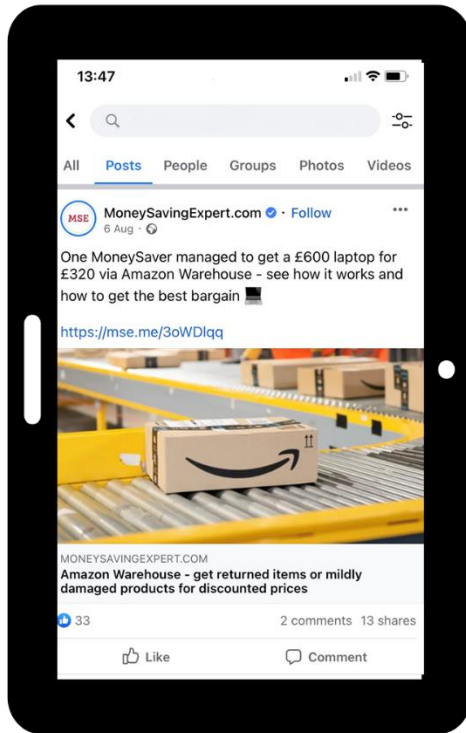 13:47
All Posts People Groups Photos Videos
MSE MoneySavingExpert.com · Follow
6 Aug ·
One MoneySaver managed to get a £600 laptop for
£320 via Amazon Warehouse - see how it works and
how to get the best bargain
https://mse.me/3oWDlqq
MONEYSAVINGEXPERT.COM
Amazon Warehouse - get returned items or mildly
damaged products for discounted prices
33 2 comments 13 shares
Like Comment